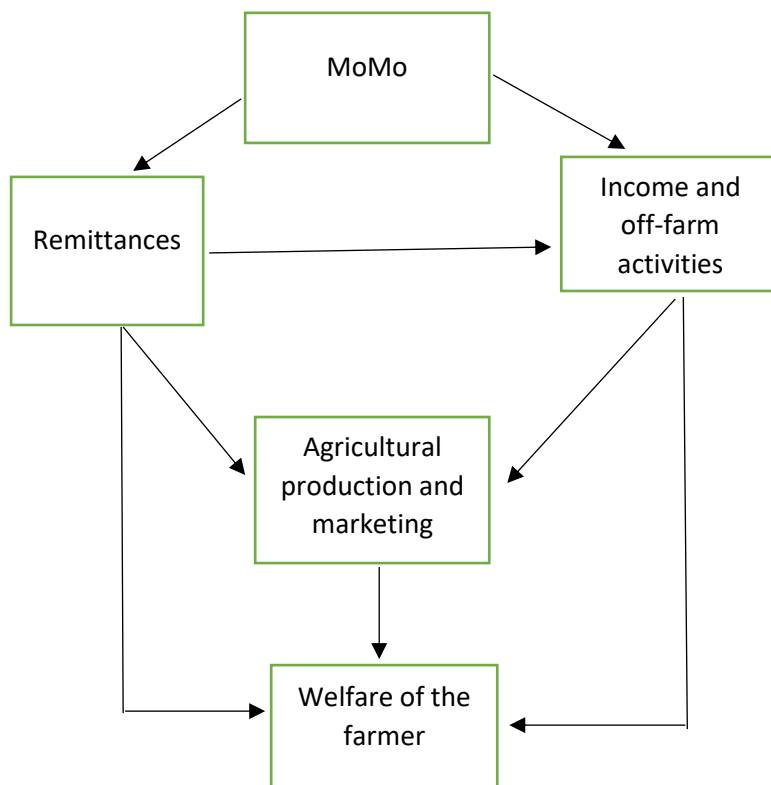 MoMo
Remittances
Income and
off-farm
activities
Agricultural
production and
marketing
Welfare of the
farmer